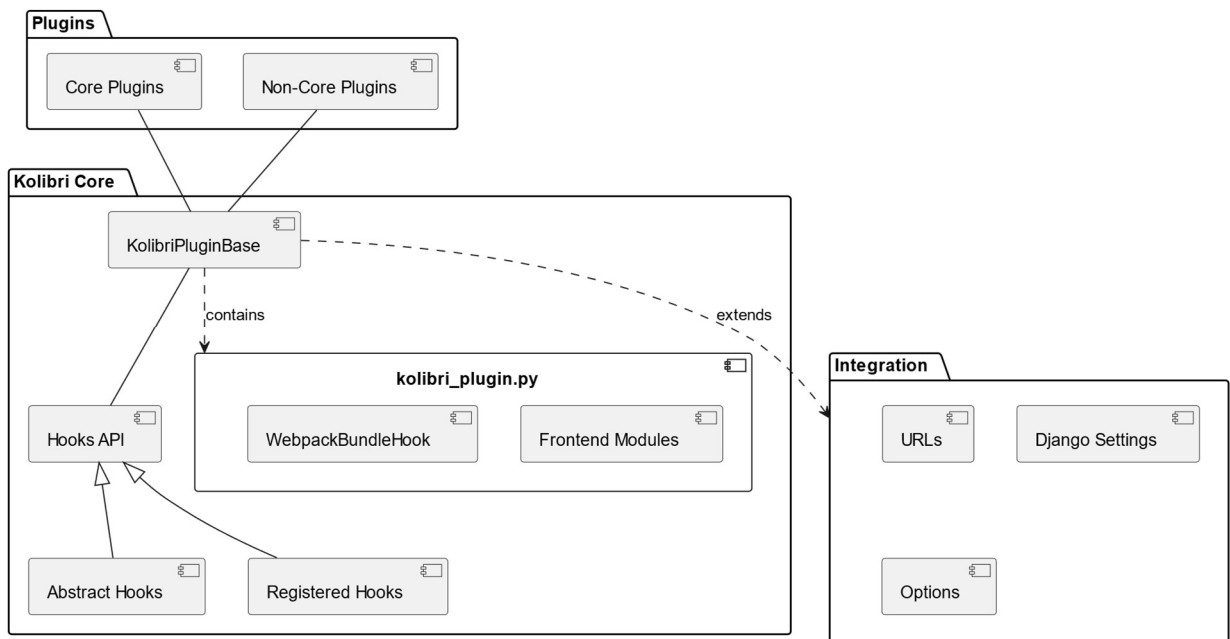 Plugins
Core Plugins
Non-Core Plugins
Kolibri Core
KolibriPluginBase
contains
extends
kolibri_plugin.py
Integration
Hooks API
WebpackBundleHook
Frontend Modules
URLs
Django Settings
Abstract Hooks
Registered Hooks
Options